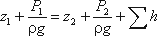 z₁ + P₁/ρg = z₂ + P₂/ρg + ∑h